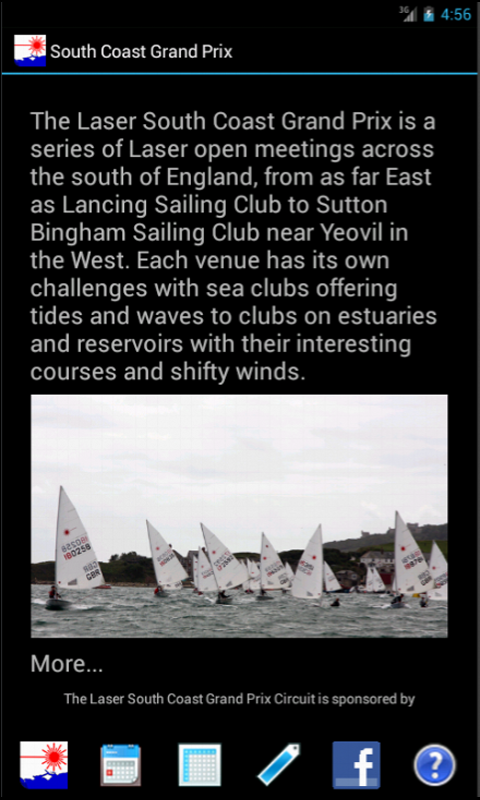 3G 4:56
South Coast Grand Prix
The Laser South Coast Grand Prix is a
series of Laser open meetings across
the south of England, from as far East
as Lancing Sailing Club to Sutton
Bingham Sailing Club near Yeovil in
the West. Each venue has its own
challenges with sea clubs offering
tides and waves to clubs on estuaries
and reservoirs with their interesting
courses and shifty winds.
180258
GBR
More...
The Laser South Coast Grand Prix Circuit is sponsored by
f ?